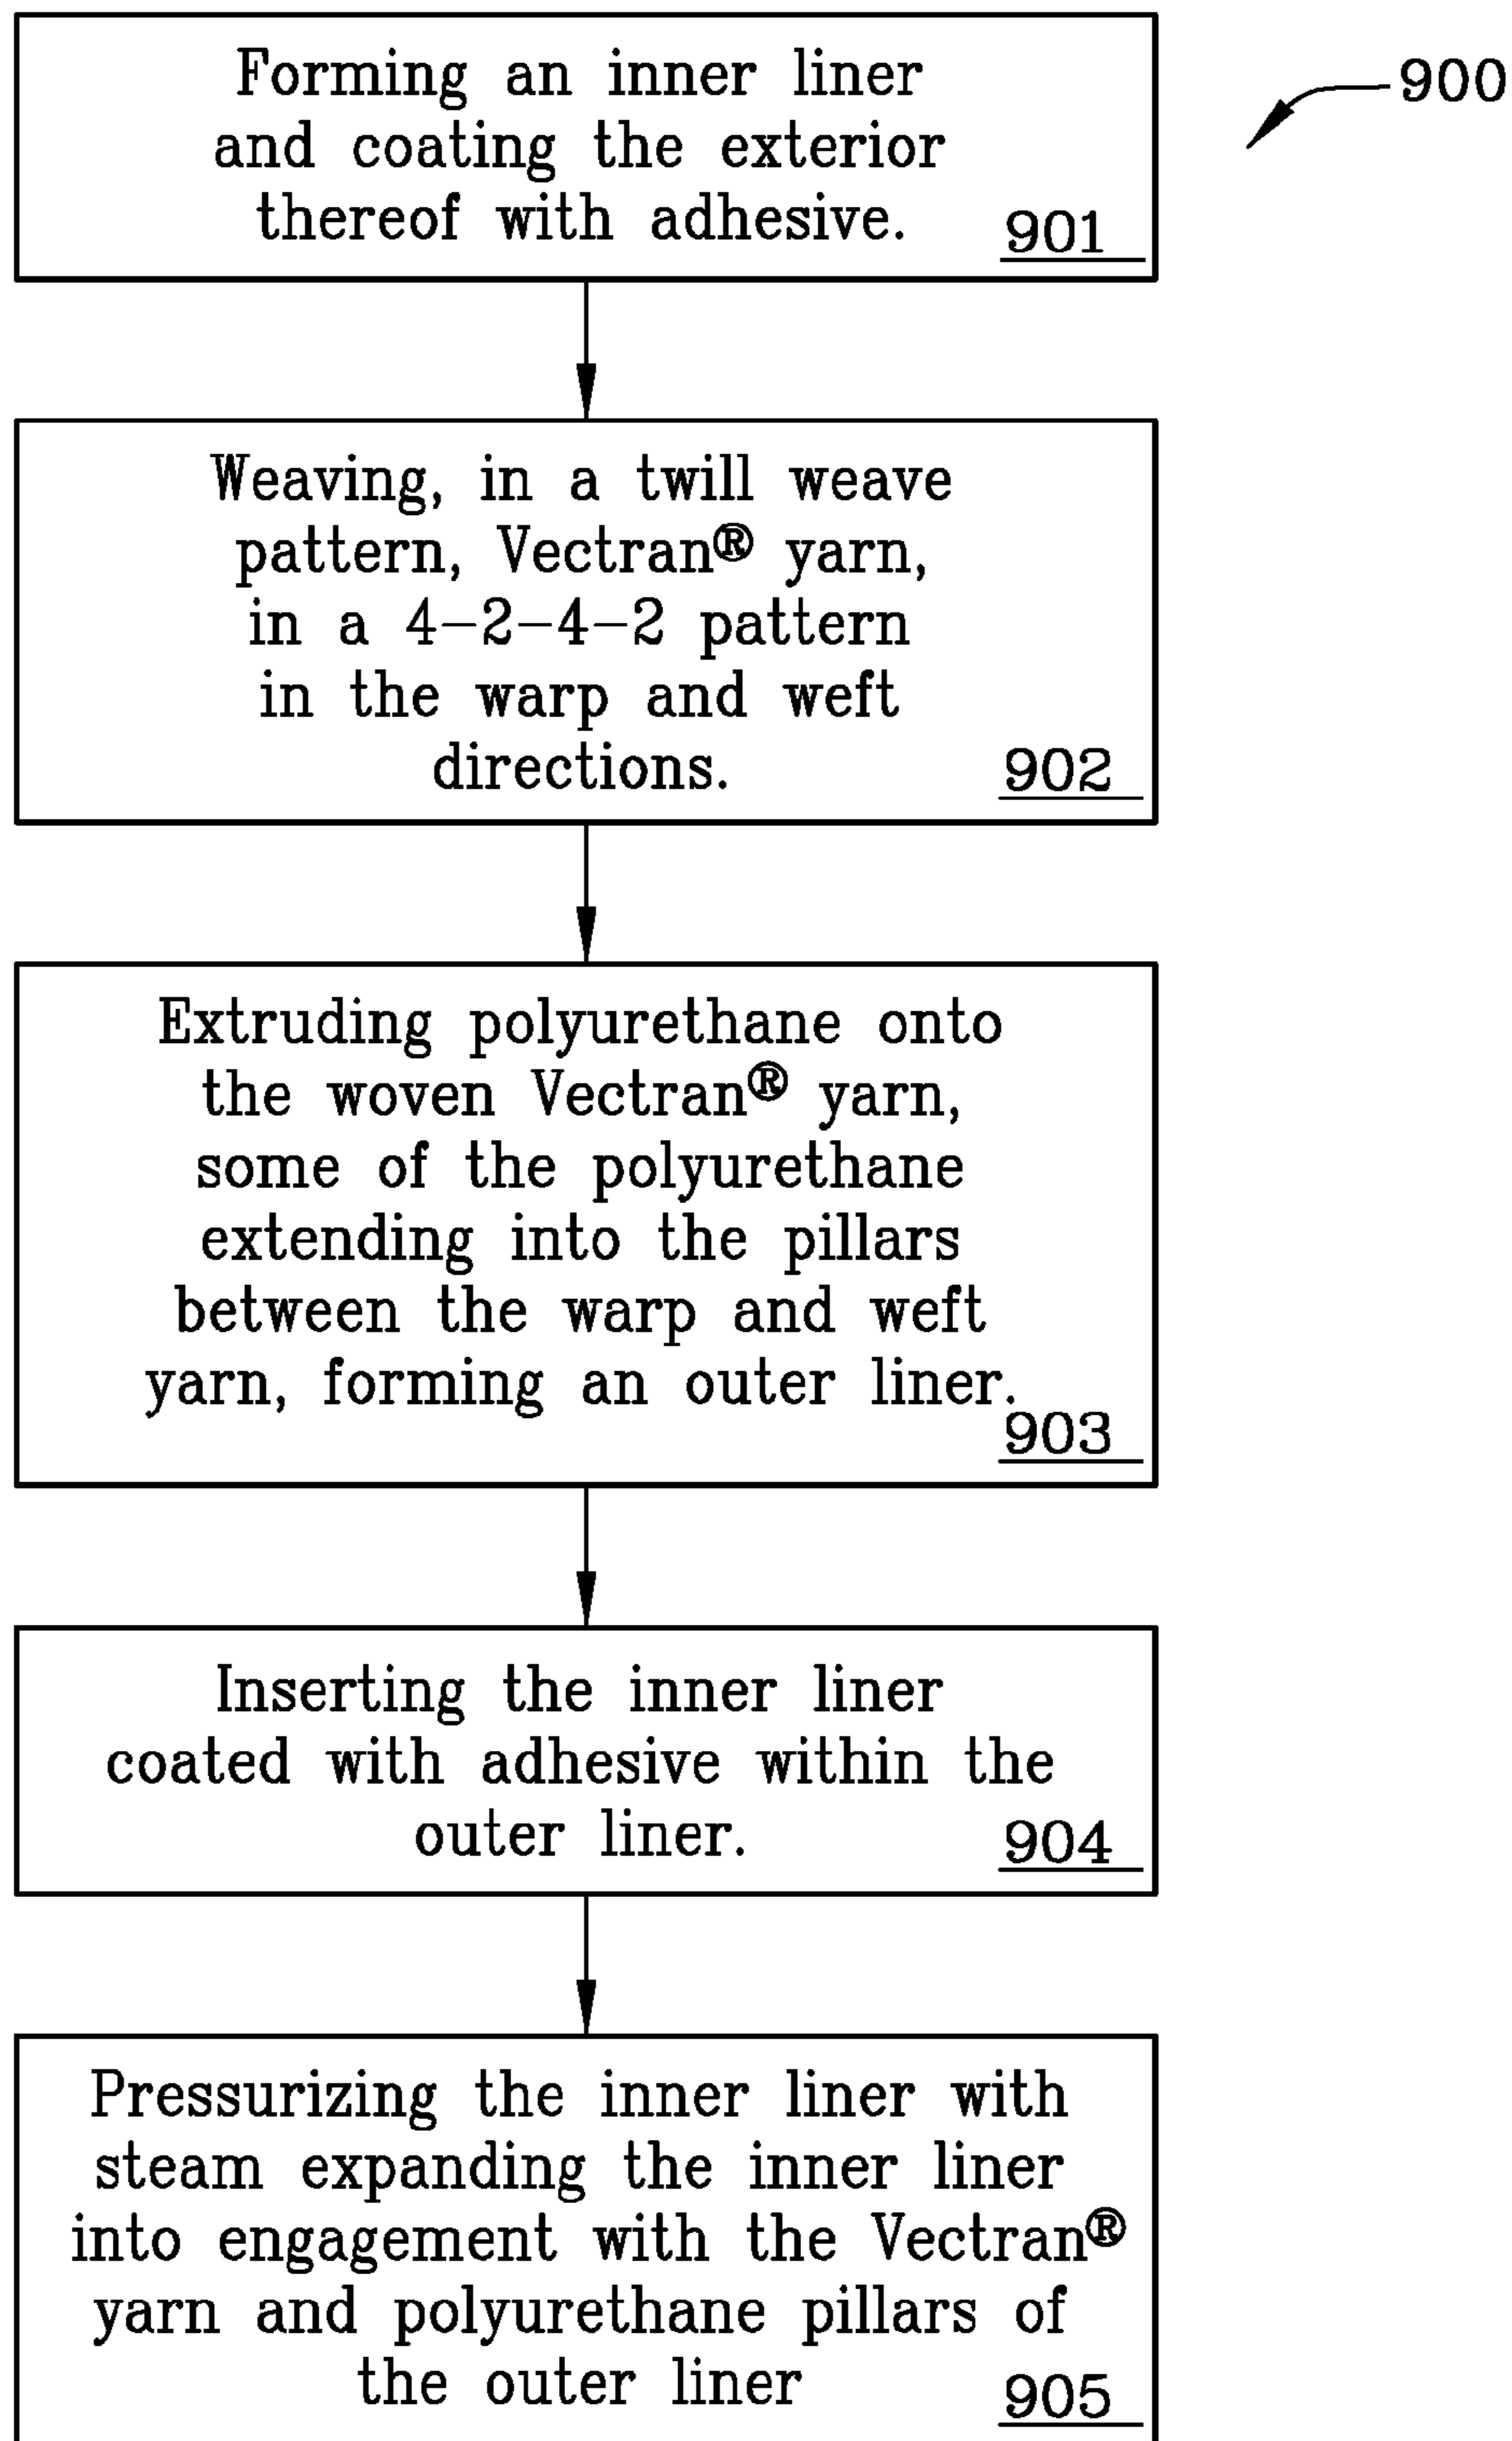 Forming an inner liner
and coating the exterior
thereof with adhesive.
901
900
Weaving, in a twill weave
pattern, Vectran® yarn,
in a 4-2-4-2 pattern
in the warp and weft
directions.
902
Extruding polyurethane onto
the woven Vectran® yarn,
some of the polyurethane
extending into the pillars
between the warp and weft
yarn, forming an outer liner.
903
Inserting the inner liner
coated with adhesive within the
outer liner.
904
Pressurizing the inner liner with
steam expanding the inner liner
into engagement with the Vectran®
yarn and polyurethane pillars of
the outer liner
905